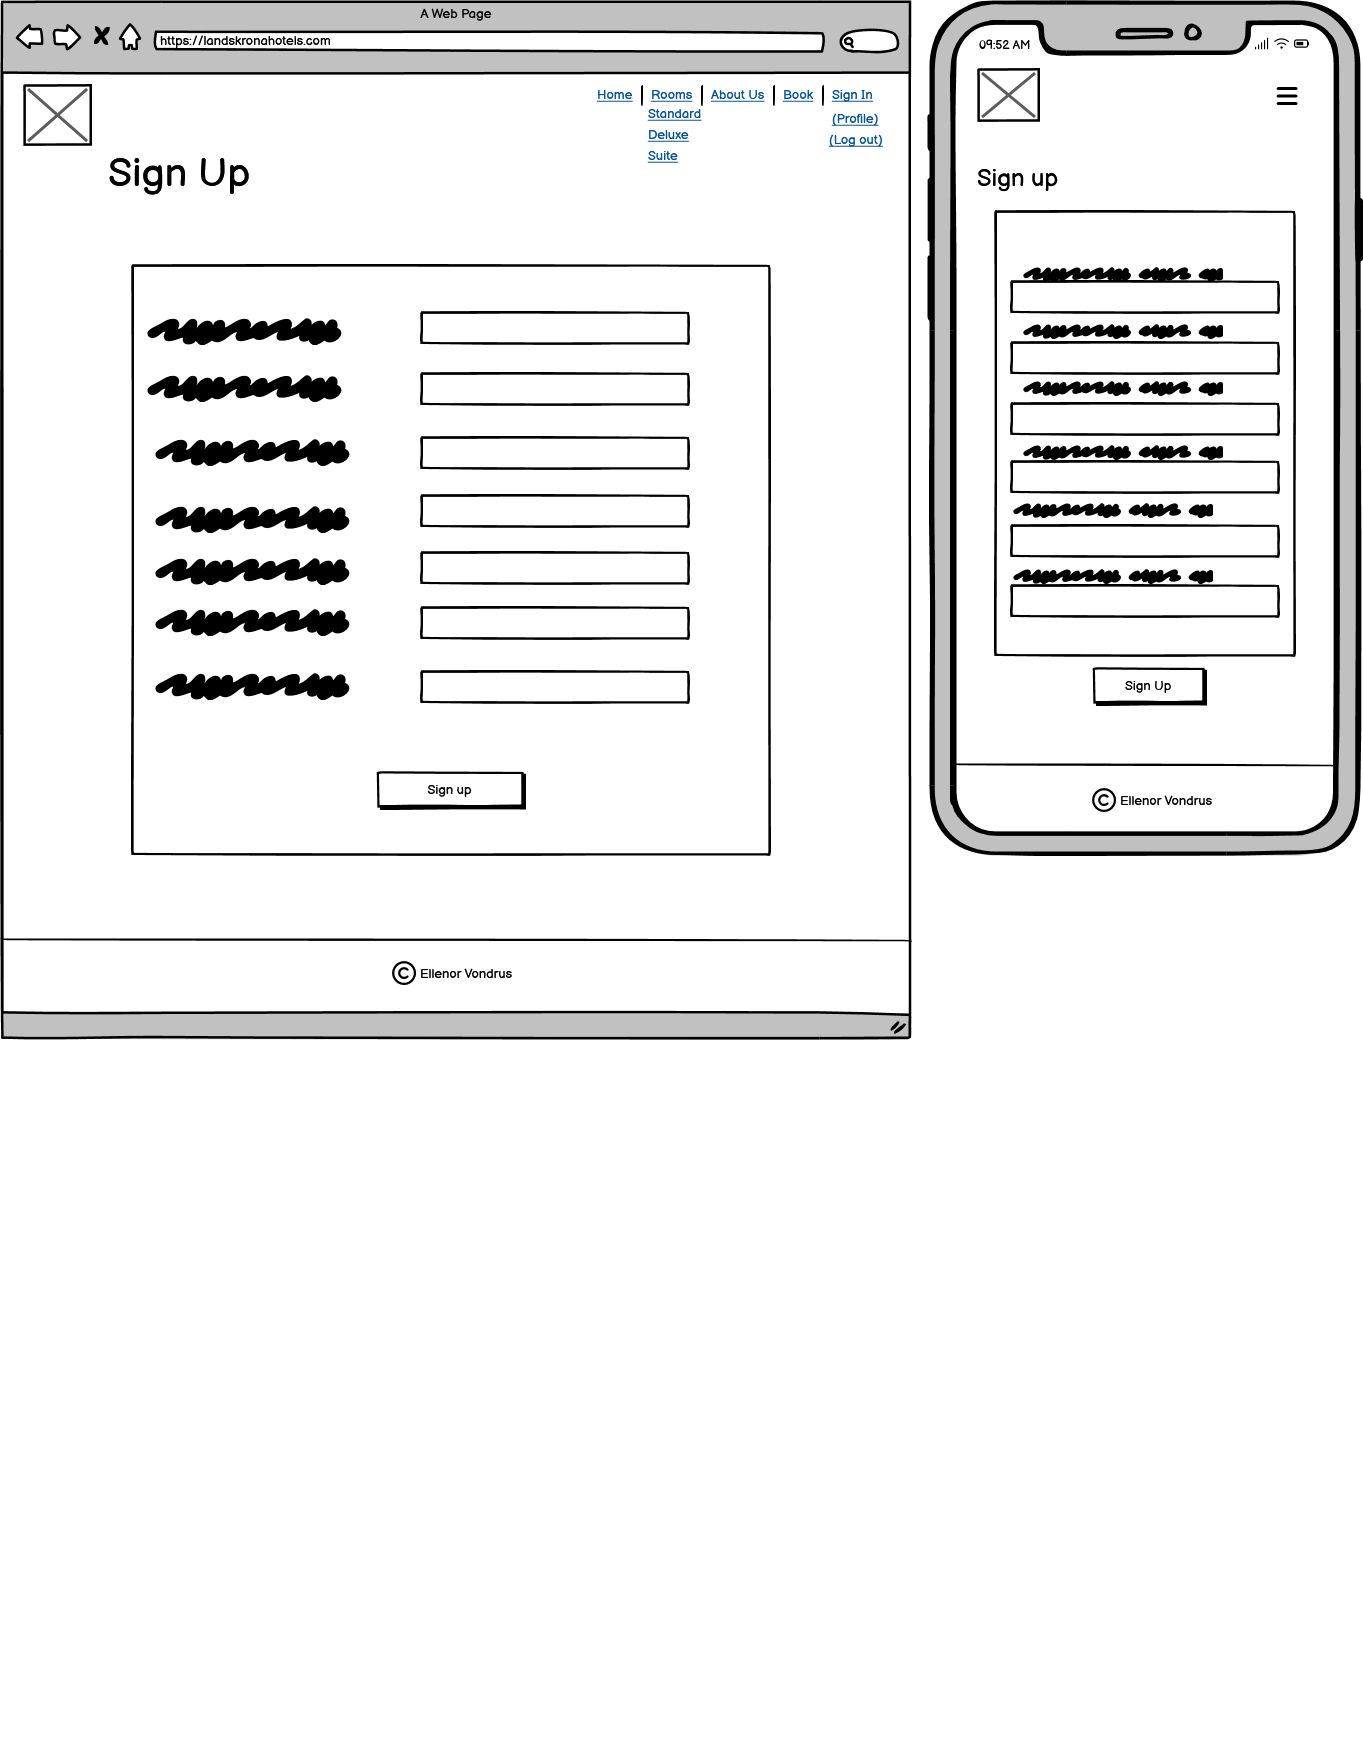 A Web Page
https://landskronahotels.com
Home Rooms About Us Book Sign In
Standard
(Profile)
Deluxe
(Log out)
Suite
Sign Up
Sign up
© Ellenor Vondrus
09:52 AM
Sign up
Sign Up
© Ellenor Vondrus